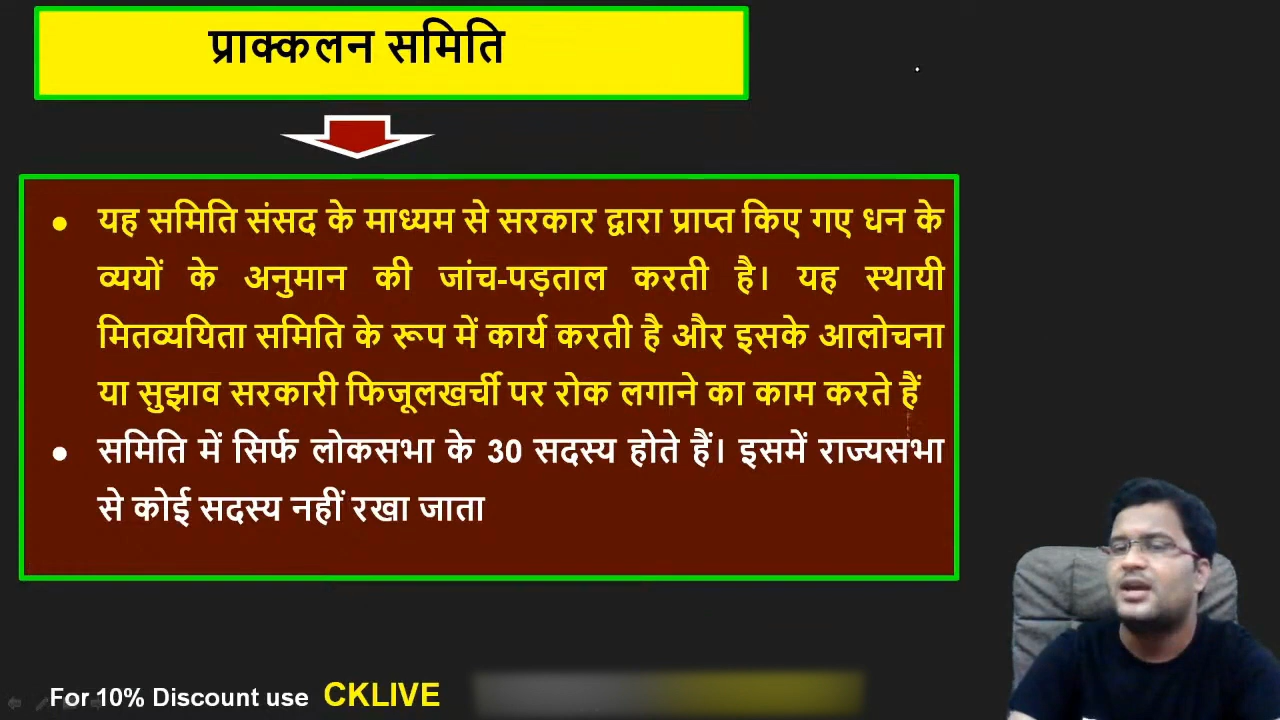 प्राक्कलन समिति
• यह समिति संसद के माध्यम से सरकार द्वारा प्राप्त किए गए धन के
व्ययों के अनुमान की जांच-पड़ताल करती है। यह स्थायी
मितव्ययिता समिति के रूप में कार्य करती है और इसके आलोचना
या सुझाव सरकारी फिजूलखर्ची पर रोक लगाने का काम करते हैं
• समिति में सिर्फ लोकसभा के 30 सदस्य होते हैं। इसमें राज्यसभा
से कोई सदस्य नहीं रखा जाता
For 10% Discount use CKLIVE